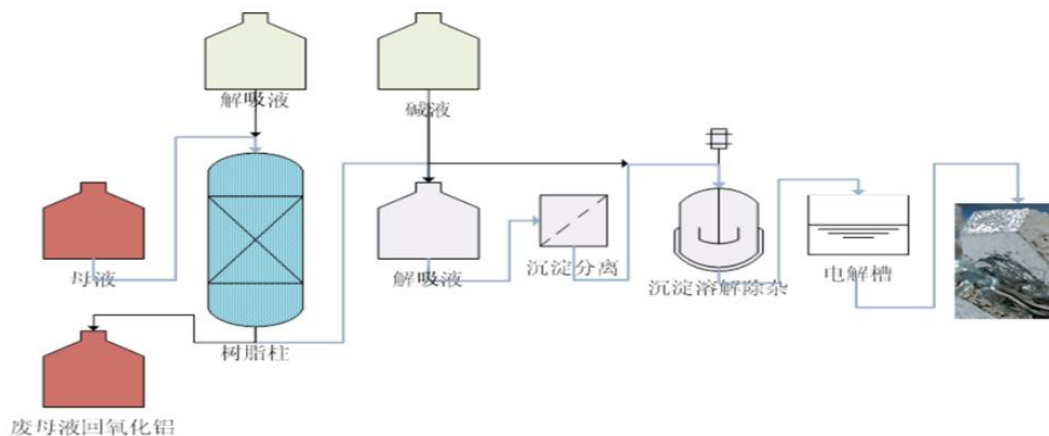 解吸液
碱液
母液
解吸液
沉淀分离
沉淀溶解除杂
电解槽
树脂柱
废母液回氧化铝